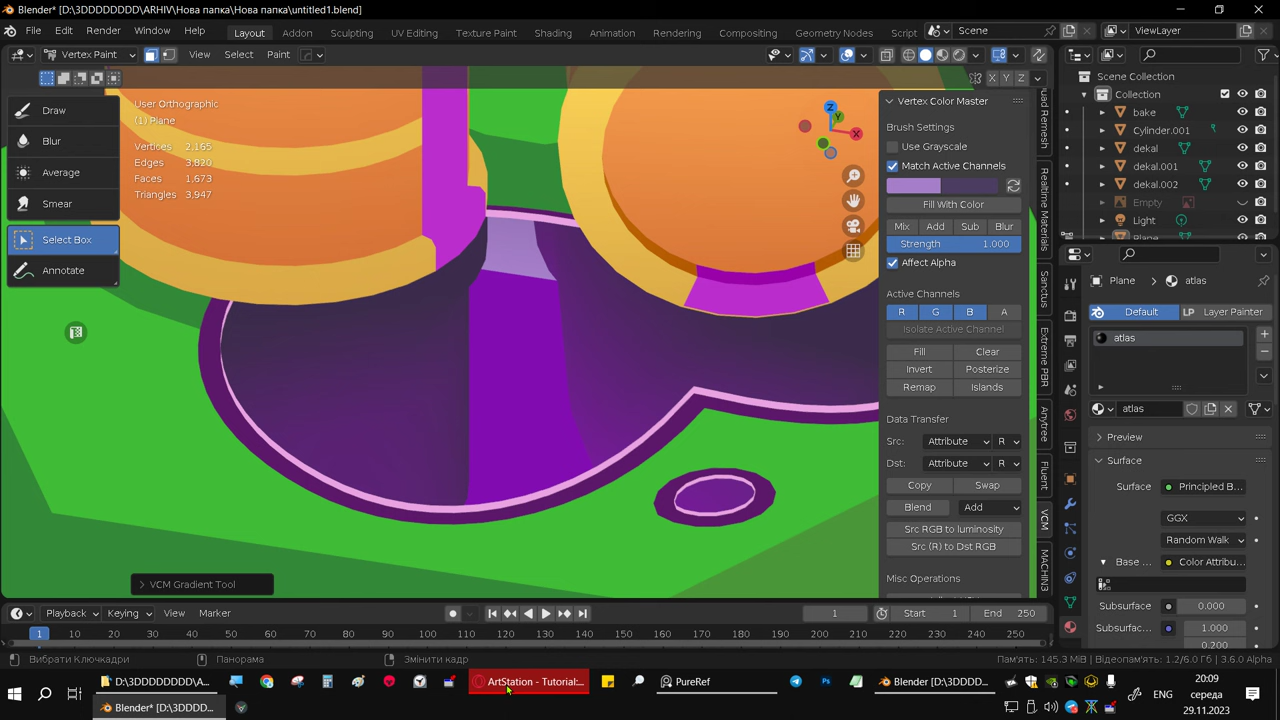 Blender* [D:\3DDDDDDDD\ARHIV\Нова папка\Нова папка\untitled1.blend]
File Edit Render Window Help Layout Addon Sculpting UV Editing Texture Paint Shading Animation Rendering Compositing Geometry Nodes Script Scene ViewLayer
Vertex Paint View Select Paint
X Y Z
Draw
Blur
Average
Smear
Select Box
Annotate
User Orthographic
(1) Plane
Vertices 2,165
Edges 3,820
Faces 1,673
Triangles 3,947
Z
Y
X
VCM Gradient Tool
Vertex Color Master
Brush Settings
Use Grayscale
Match Active Channels
Fill With Color
Mix Add Sub Blur
Strength 1.000
Affect Alpha
Active Channels
R G B A
Isolate Active Channel
Fill Clear
Invert Posterize
Remap Islands
Data Transfer
Src: Attribute R
Dst: Attribute R
Copy Swap
Blend Add
Src RGB to luminosity
Src (R) to Dst RGB
Misc Operations
Quad Remesh
Realtime Materials
Sanctus
Extreme PBR
Anytree
Fluent
VCM
MACHIN3
Scene Collection
Collection
bake
Cylinder.001
dekal
dekal.001
dekal.002
Empty
Light
Plane
Plane atlas
Default LP Layer Painter
atlas
atlas
Preview
Surface
Surface Principled B...
GGX
Random Walk
Base ... Color Attribu...
Subsurface 0.000
Subsurfac... 1.000
0.200
Playback Keying View Marker 1 Start 1 End 250
1 10 20 30 40 50 60 70 80 90 100 110 120 130 140 150 160 170 180 190 200 210 220 230 240 250
Вибрати Ключкадри Панорама Змінити кадр Пам'ять: 145.3 MiB | Відеопам'ять: 1.2/6.0 Гб | 3.6.0 Alpha
D:\3DDDDDDDD\A... ArtStation - Tutorial:... PureRef Blender [D:\3DDDD...
Blender* [D:\3DDDD...
ENG
20:09
середа
29.11.2023